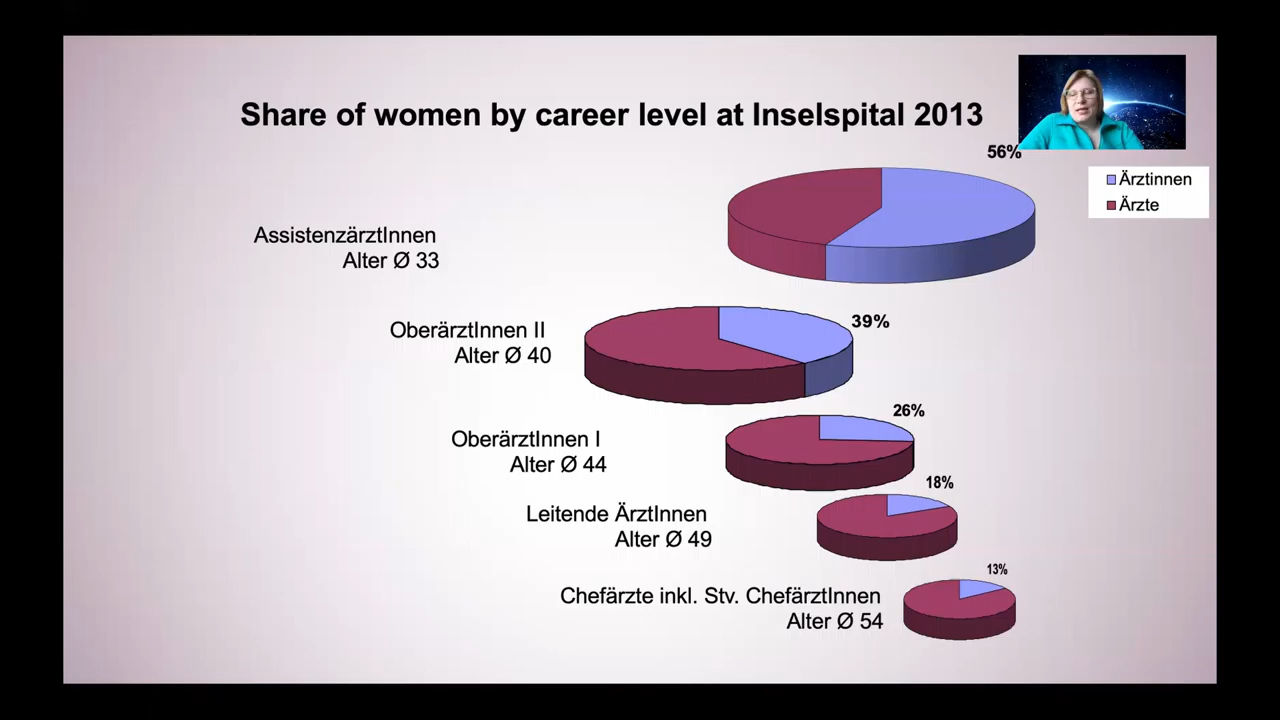 Share of women by career level at Inselspital 2013
56%
Ärztinnen
Ärzte
AssistenzärztInnen
Alter Ø 33
39%
OberärztInnen II
Alter Ø 40
26%
OberärztInnen I
Alter Ø 44
18%
Leitende ÄrztInnen
Alter Ø 49
13%
Chefärzte inkl. Stv. ChefärztInnen
Alter Ø 54